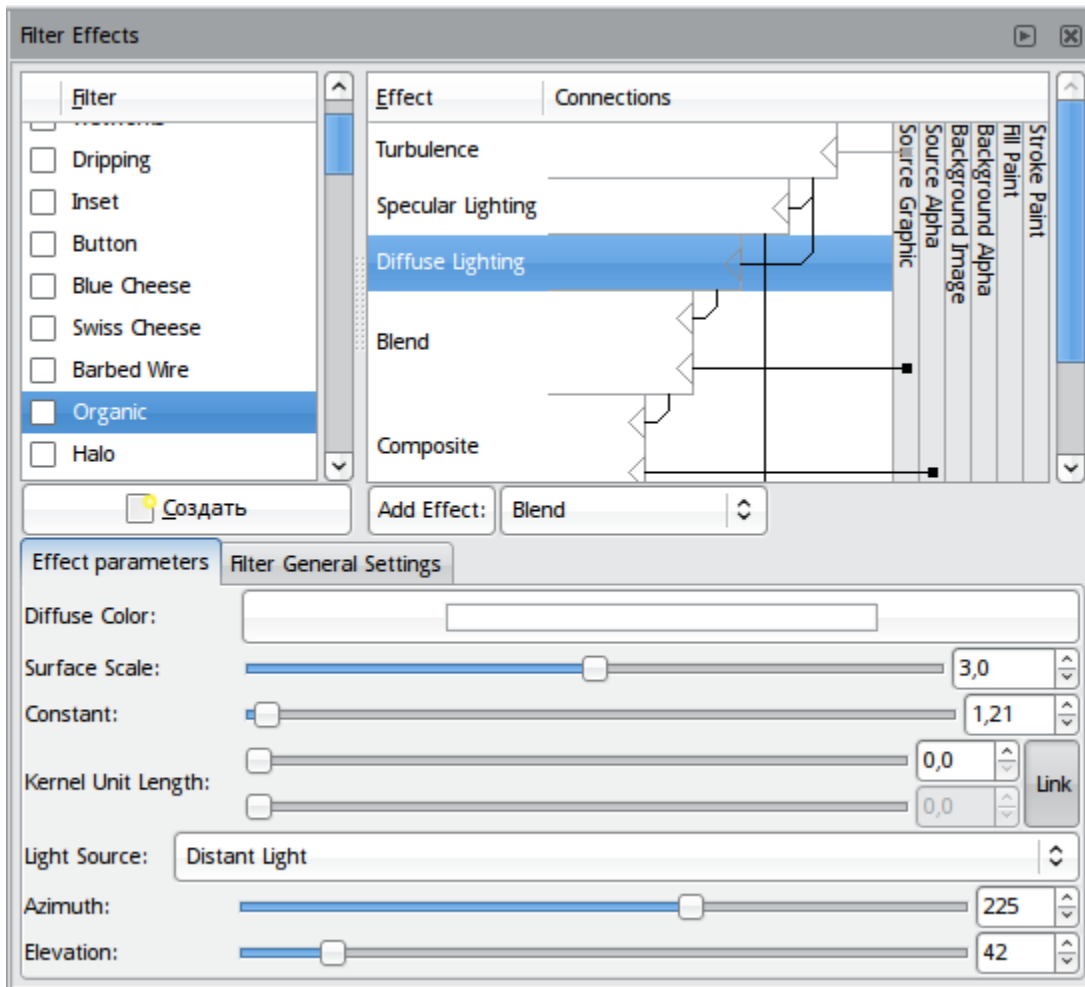 Filter Effects
Filter
Dripping
Inset
Button
Blue Cheese
Swiss Cheese
Barbed Wire
Organic
Halo
Создать
Effect Connections
Turbulence
Specular Lighting
Diffuse Lighting
Blend
Composite
Source Graphic
Source Alpha
Background Image
Background Alpha
Fill Paint
Stroke Paint
Add Effect: Blend
Effect parameters Filter General Settings
Diffuse Color:
Surface Scale: 3,0
Constant: 1,21
Kernel Unit Length: 0,0
0,0
Link
Light Source: Distant Light
Azimuth: 225
Elevation: 42